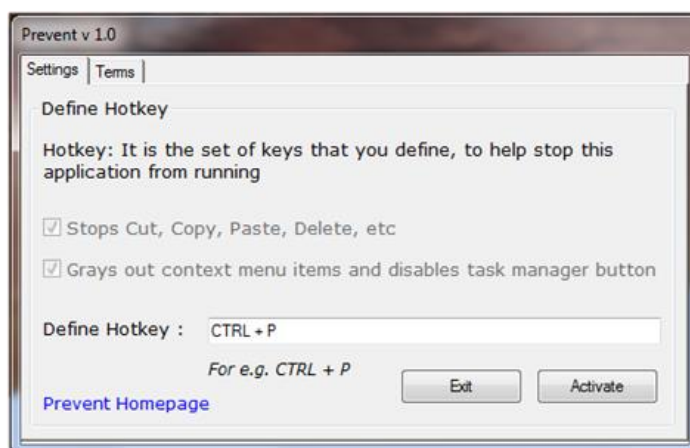 Prevent v 1.0
Settings Terms
Define Hotkey
Hotkey: It is the set of keys that you define, to help stop this
application from running
Stops Cut, Copy, Paste, Delete, etc
Grays out context menu items and disables task manager button
Define Hotkey : CTRL + P
For e.g. CTRL + P
Exit Activate
Prevent Homepage